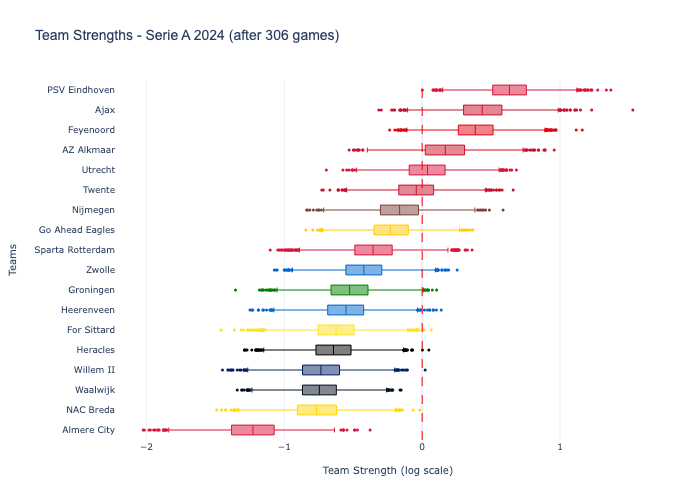 Team Strengths - Serie A 2024 (after 306 games)
PSV Eindhoven
Ajax
Feyenoord
AZ Alkmaar
Utrecht
Twente
Nijmegen
Go Ahead Eagles
Sparta Rotterdam
Zwolle
Groningen
Heerenveen
For Sittard
Heracles
Willem II
Waalwijk
NAC Breda
Almere City
Teams
−2 −1 0 1
Team Strength (log scale)